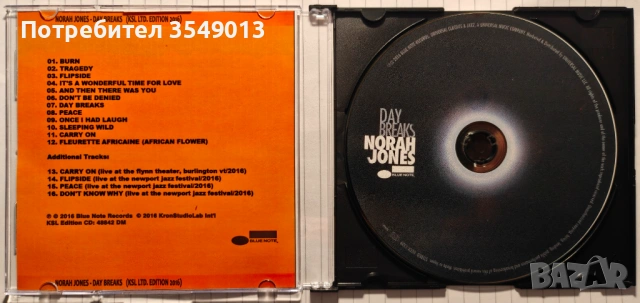 Потребител 3549013
NORAH JONES - DAY BREAKS (KSL LTD. EDITION 2016)
01. BURN
02. TRAGEDY
03. FLIPSIDE
04. IT'S A WONDERFUL TIME FOR LOVE
05. AND THEN THERE WAS YOU
06. DON'T BE DENIED
07. DAY BREAKS
08. PEACE
09. ONCE I HAD LAUGH
10. SLEEPING WILD
11. CARRY ON
12. FLEURETTE AFRICAINE (AFRICAN FLOWER)
Additional Tracks:
13. CARRY ON (live at the flynn theater, burlington vt/2016)
14. FLIPSIDE (live at the newport jazz festival/2016)
15. PEACE (live at the newport jazz festival/2016)
16. DON'T KNOW WHY (live at the newport jazz festival/2016)
℗ © 2016 Blue Note Records © 2016 KronStudioLab Int'l
KSL Edition CD: 48642 DM
BLUE NOTE
NORAH JONES - DAY BREAKS (KSL LTD. EDITION 2016)
DAY
BREAKS
NORAH
JONES
BLUE NOTE
BAZAR.BG